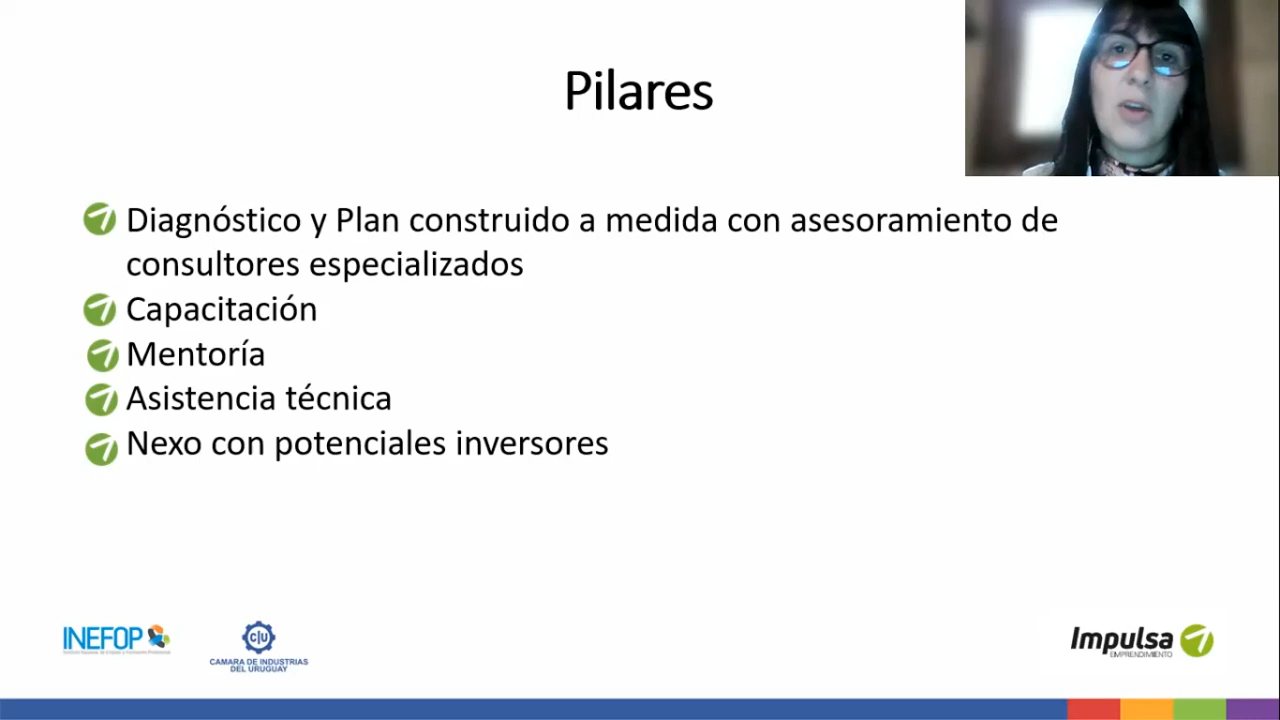 Pilares
Diagnóstico y Plan construido a medida con asesoramiento de
consultores especializados
Capacitación
Mentoría
Asistencia técnica
Nexo con potenciales inversores
INEFOP
CIU
CAMARA DE INDUSTRIAS
DEL URUGUAY
Impulsa
EMPRENDIMIENTO